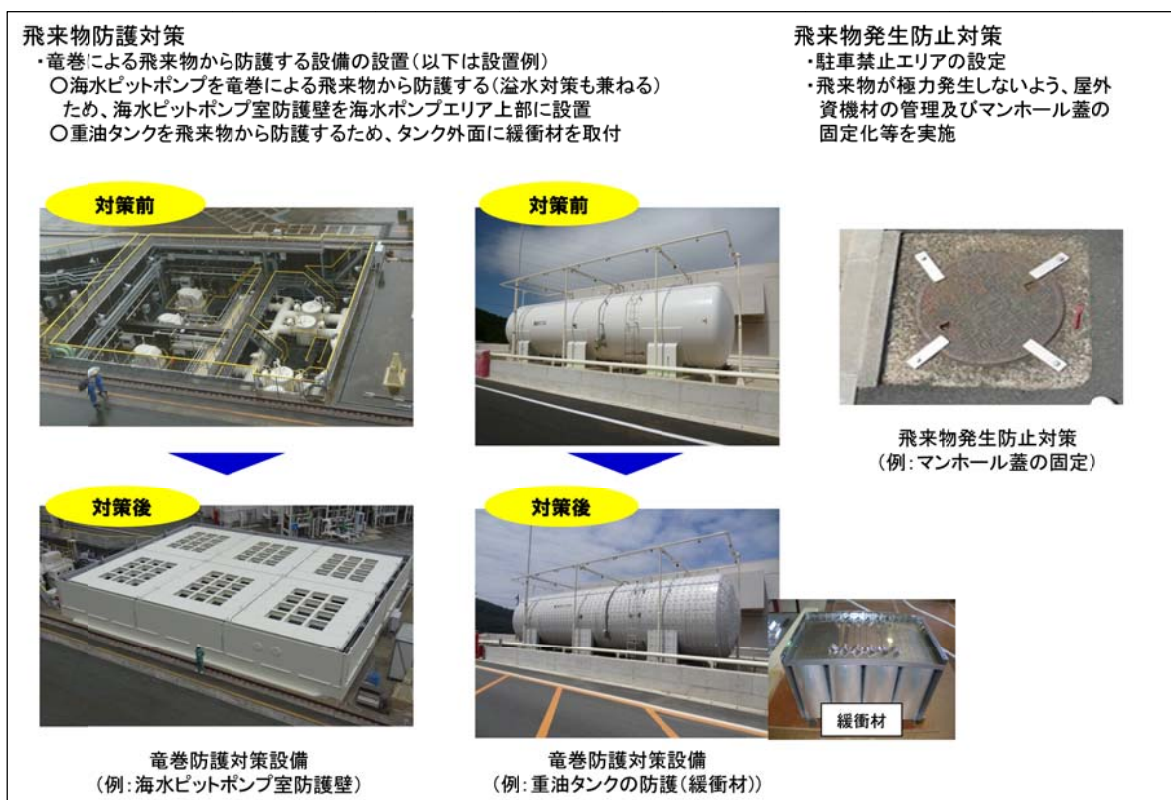 飛来物防護対策
・竜巻による飛来物から防護する設備の設置(以下は設置例)
○海水ピットポンプを竜巻による飛来物から防護する(溢水対策も兼ねる)
ため、海水ピットポンプ室防護壁を海水ポンプエリア上部に設置
○重油タンクを飛来物から防護するため、タンク外面に緩衝材を取付
飛来物発生防止対策
・駐車禁止エリアの設定
・飛来物が極力発生しないよう、屋外
資機材の管理及びマンホール蓋の
固定化等を実施
対策前
対策前
飛来物発生防止対策
(例:マンホール蓋の固定)
対策後
対策後
緩衝材
竜巻防護対策設備
(例:海水ピットポンプ室防護壁)
竜巻防護対策設備
(例:重油タンクの防護(緩衝材))